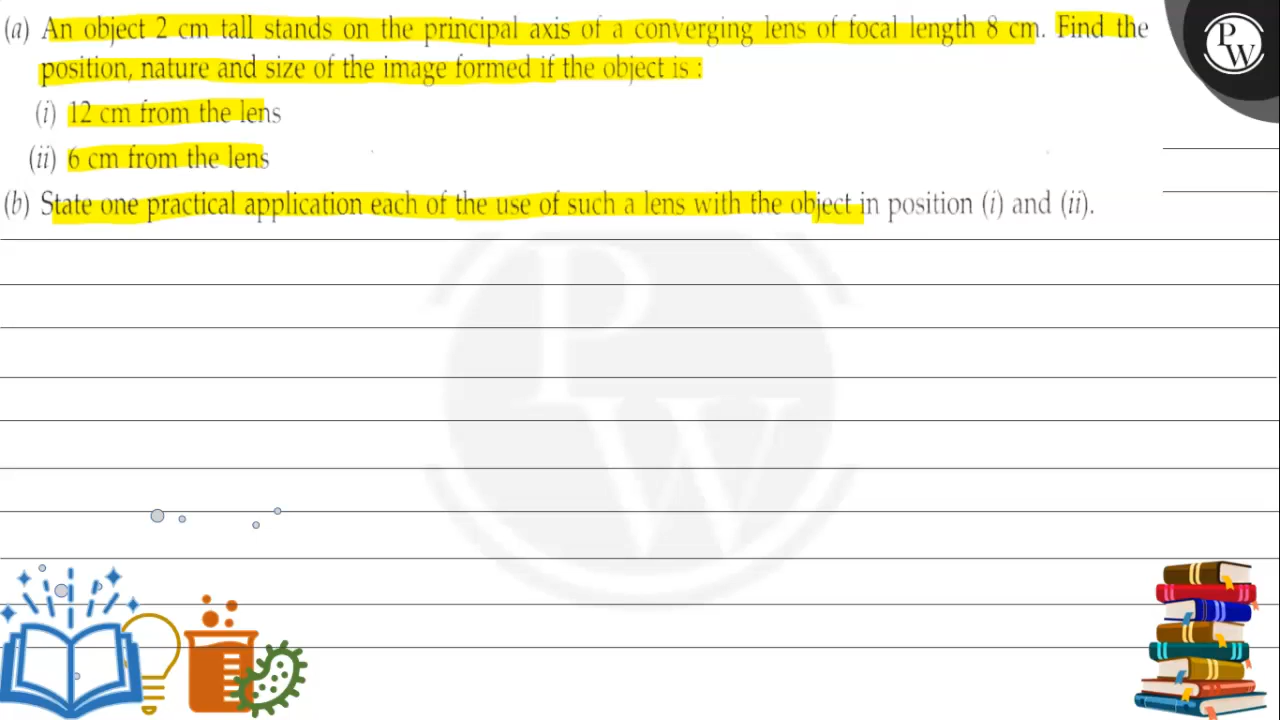 (a) An object 2 cm tall stands on the principal axis of a converging lens of focal length 8 cm. Find the
position, nature and size of the image formed if the object is :
(i) 12 cm from the lens
(ii) 6 cm from the lens
(b) State one practical application each of the use of such a lens with the object in position (i) and (ii).
PW
PW